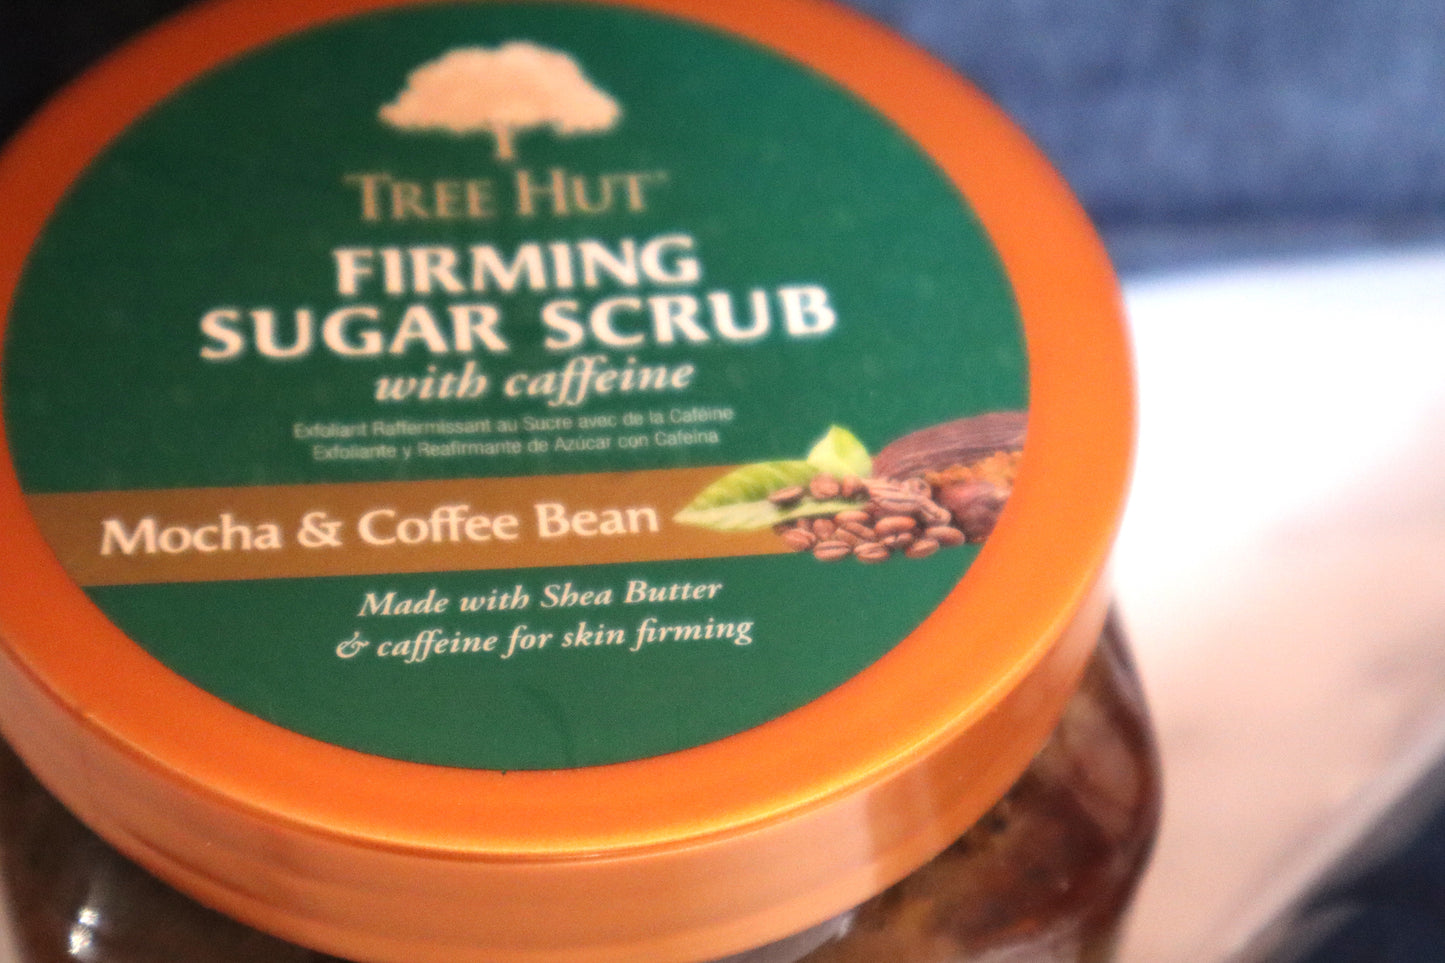 TREE HUT
FIRMING
SUGAR SCRUB
with caffeine
Exfoliant Raffermissant au Sucre avec de la Caféine
Exfoliante y Reafirmante de Azúcar con Cafeína
Mocha & Coffee Bean
Made with Shea Butter
& caffeine for skin firming